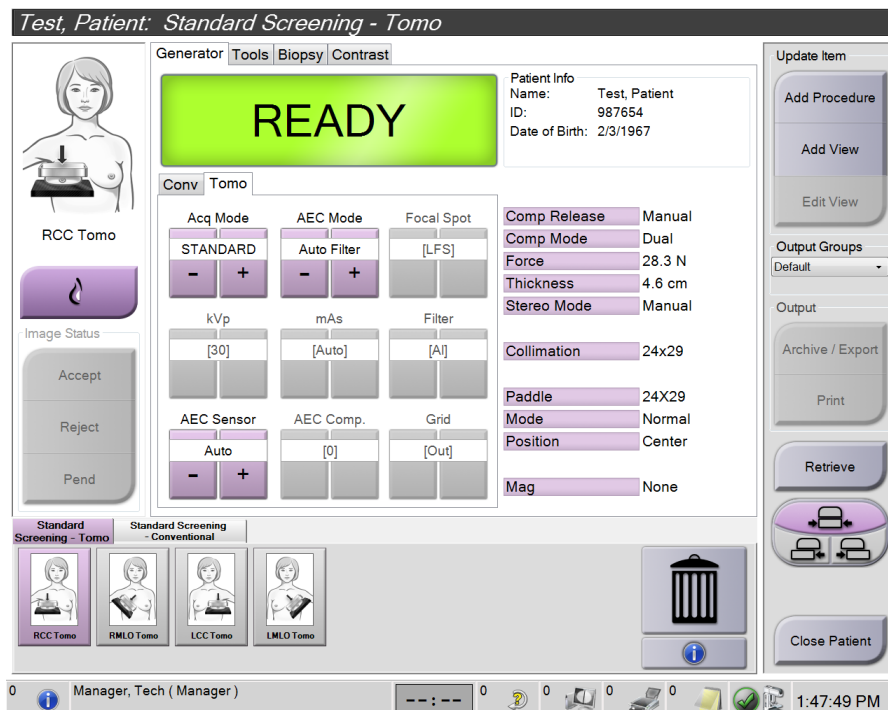 Test, Patient:  Standard Screening - Tomo
Generator Tools Biopsy Contrast
READY
Patient Info
Name: Test, Patient
ID: 987654
Date of Birth: 2/3/1967
RCC Tomo
Image Status
Accept
Reject
Pend
Conv Tomo
Acq Mode AEC Mode Focal Spot
STANDARD Auto Filter [LFS]
- + - +
kVp mAs Filter
[30] [Auto] [Al]
AEC Sensor AEC Comp. Grid
Auto [0] [Out]
- +
Comp Release Manual
Comp Mode Dual
Force 28.3 N
Thickness 4.6 cm
Stereo Mode Manual
Collimation 24x29
Paddle 24X29
Mode Normal
Position Center
Mag None
Update Item
Add Procedure
Add View
Edit View
Output Groups
Default
Output
Archive / Export
Print
Retrieve
Close Patient
Standard
Screening - Tomo
Standard Screening
- Conventional
RCC Tomo RMLO Tomo LCC Tomo LMLO Tomo
0 Manager, Tech ( Manager ) --:-- 0 0 0 0 1:47:49 PM